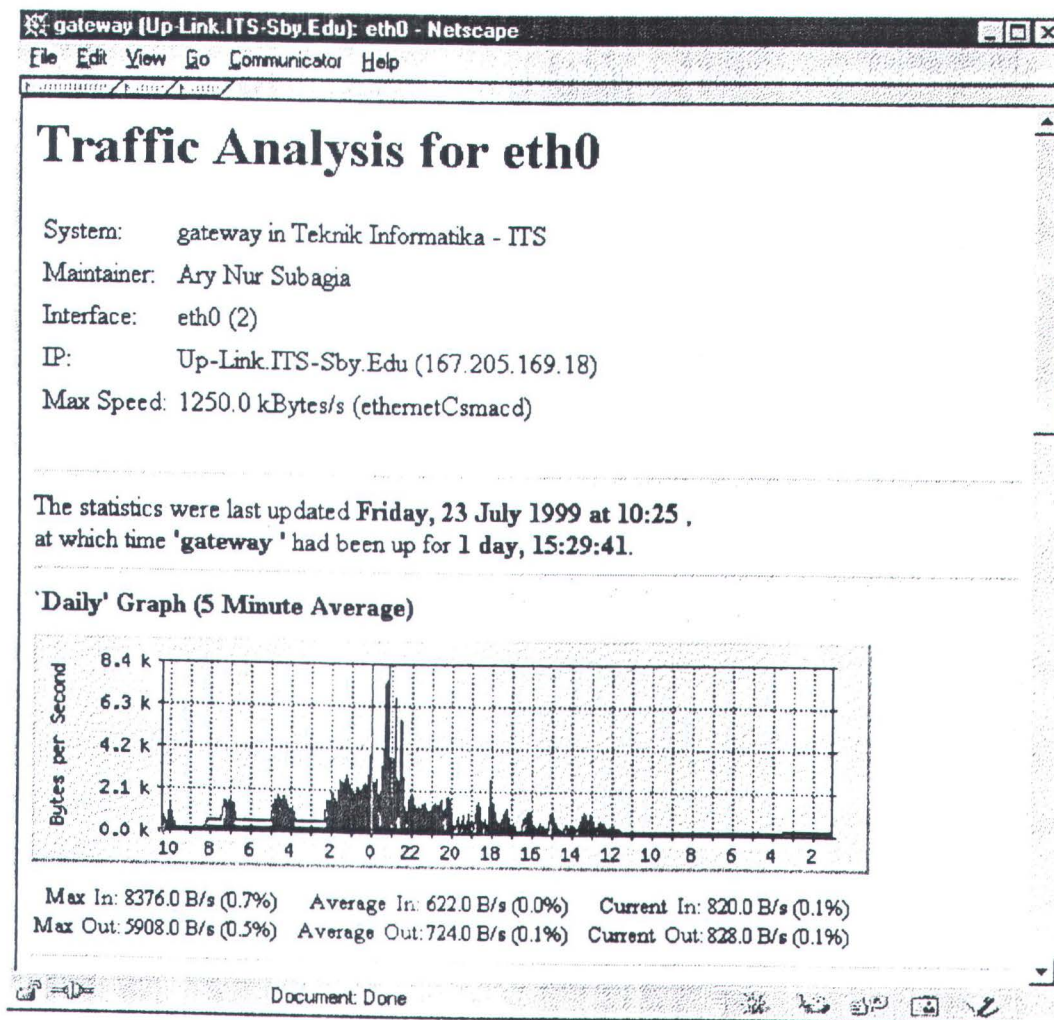 gateway (Up-Link.ITS-Sby.Edu): eth0 - Netscape
File Edit View Go Communicator Help
Traffic Analysis for eth0
System: gateway in Teknik Informatika - ITS
Maintainer: Ary Nur Subagia
Interface: eth0 (2)
IP: Up-Link.ITS-Sby.Edu (167.205.169.18)
Max Speed: 1250.0 kBytes/s (ethernetCsmacd)
The statistics were last updated Friday, 23 July 1999 at 10:25 ,
at which time 'gateway ' had been up for 1 day, 15:29:41.
`Daily' Graph (5 Minute Average)
Bytes per Second
8.4 k
6.3 k
4.2 k
2.1 k
0.0 k
10 8 6 4 2 0 22 20 18 16 14 12 10 8 6 4 2
Max In: 8376.0 B/s (0.7%) Average In: 622.0 B/s (0.0%) Current In: 820.0 B/s (0.1%)
Max Out: 5908.0 B/s (0.5%) Average Out: 724.0 B/s (0.1%) Current Out: 828.0 B/s (0.1%)
Document: Done